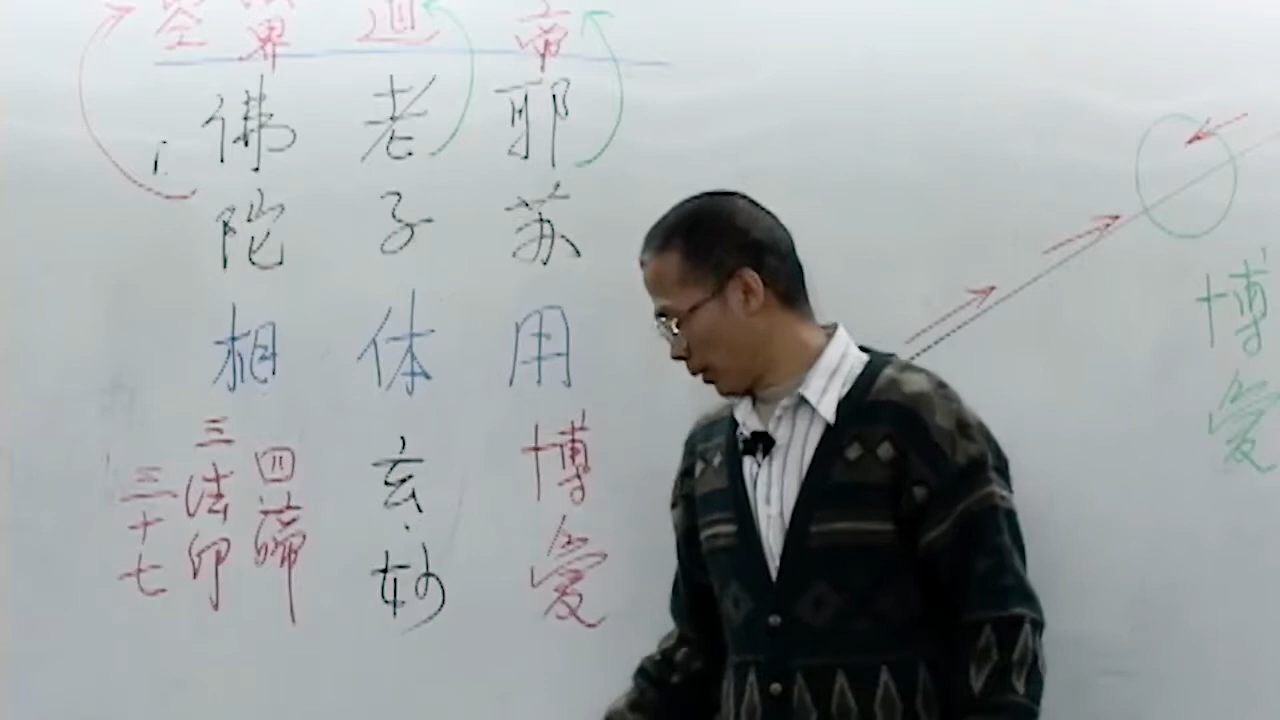 界
道
帝
佛陀
老子
耶苏
相
体
用
三十七
三法印
四谛
玄妙
博爱
博爱